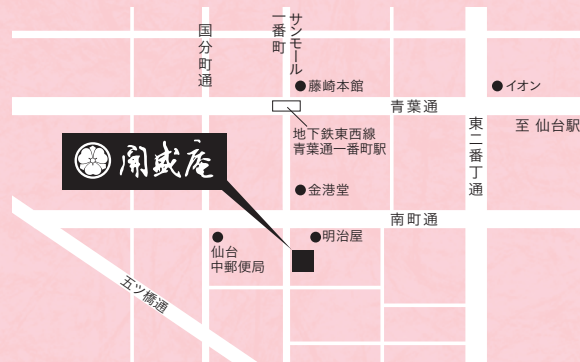 国分町通
サンモール
一番町
藤崎本館
イオン
青葉通
至 仙台駅
地下鉄東西線
青葉通一番町駅
東二番丁通
開盛庵
金港堂
南町通
明治屋
仙台
中郵便局
五ツ橋通